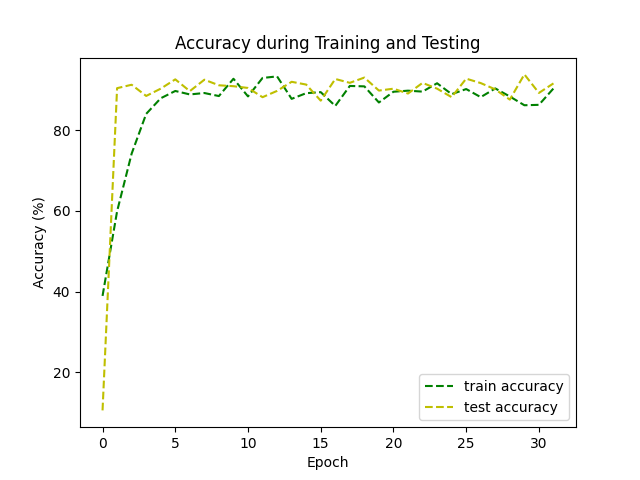 Accuracy during Training and Testing
Accuracy (%)
80
60
40
20
0 5 10 15 20 25 30
Epoch
train accuracy
test accuracy